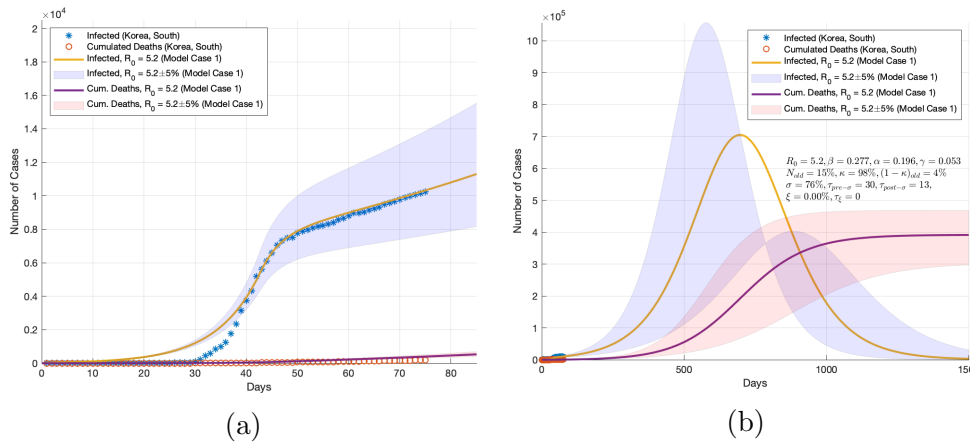 2
×10⁴
1.8
1.6
1.4
1.2
1
0.8
0.6
0.4
0.2
0
Number of Cases
Infected (Korea, South)
Cumulated Deaths (Korea, South)
Infected, R₀ = 5.2 (Model Case 1)
Infected, R₀ = 5.2±5% (Model Case 1)
Cum. Deaths, R₀ = 5.2 (Model Case 1)
Cum. Deaths, R₀ = 5.2±5% (Model Case 1)
0 10 20 30 40 50 60 70 80
Days
(a)
×10⁵
10
9
8
7
6
5
4
3
2
1
0
Number of Cases
Infected (Korea, South)
Cumulated Deaths (Korea, South)
Infected, R₀ = 5.2 (Model Case 1)
Infected, R₀ = 5.2±5% (Model Case 1)
Cum. Deaths, R₀ = 5.2 (Model Case 1)
Cum. Deaths, R₀ = 5.2±5% (Model Case 1)
R₀ = 5.2, β = 0.277, α = 0.196, γ = 0.053
N_old = 15%, κ = 98%, (1 − κ)_old = 4%
σ = 76%, τ_pre−σ = 30, τ_post−σ = 13,
ξ = 0.00%, τ_ξ = 0
0 500 1000 1500
Days
(b)